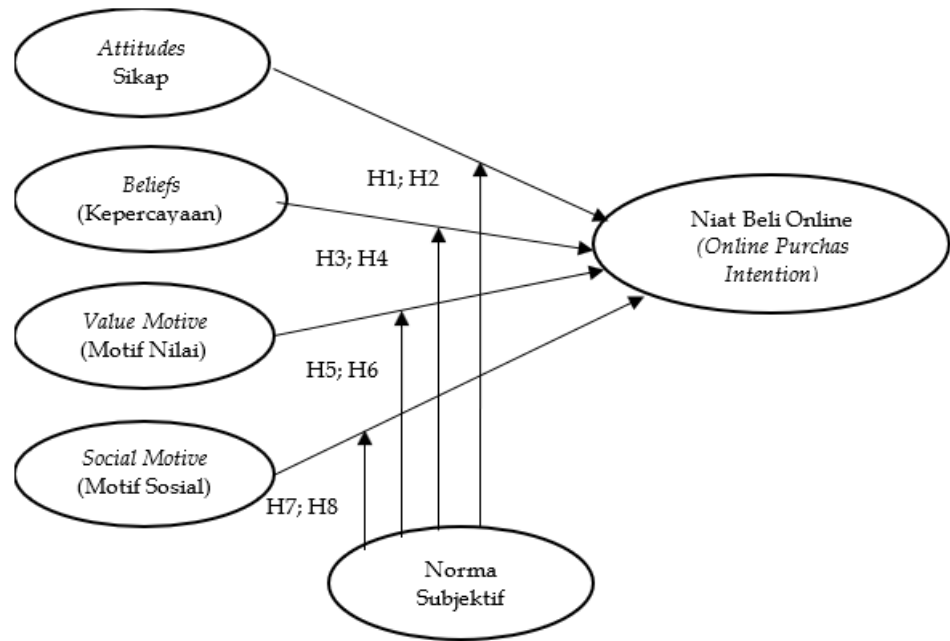 Attitudes
Sikap
H1; H2
Beliefs
(Kepercayaan)
H3; H4
Niat Beli Online
(Online Purchas
Intention)
Value Motive
(Motif Nilai)
H5; H6
Social Motive
(Motif Sosial)
H7; H8
Norma
Subjektif